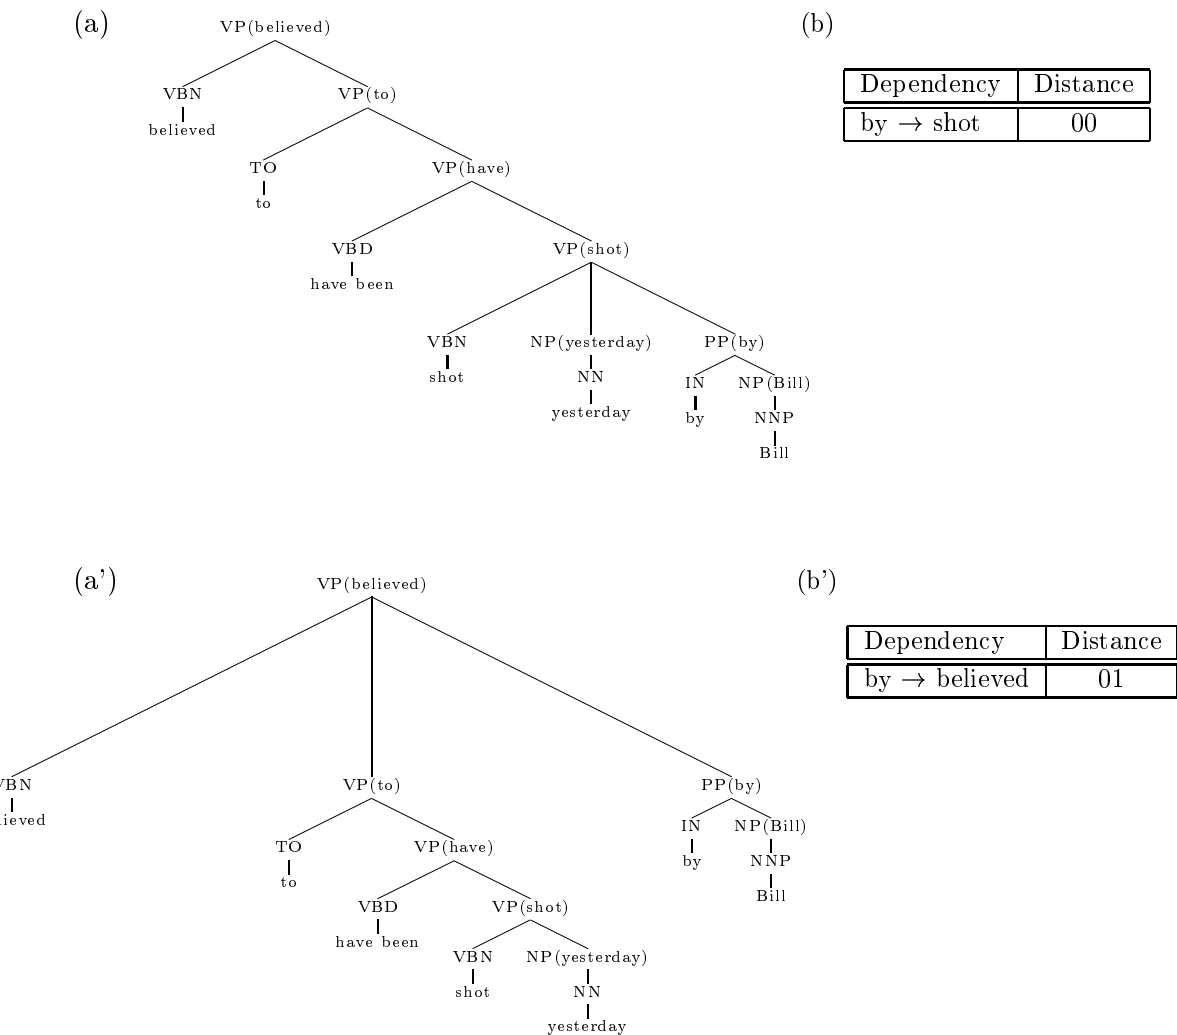 (a)
VP(believed)
VBN VP(to)
believed
TO VP(have)
to
VBD VP(shot)
have been
VBN NP(yesterday) PP(by)
shot NN IN NP(Bill)
yesterday by NNP
Bill
(b)
Dependency Distance
by → shot 00
(a')
VP(believed)
VBN VP(to) PP(by)
lieved
TO VP(have) IN NP(Bill)
to by NNP
VBD VP(shot) Bill
have been
VBN NP(yesterday)
shot NN
yesterday
(b')
Dependency Distance
by → believed 01